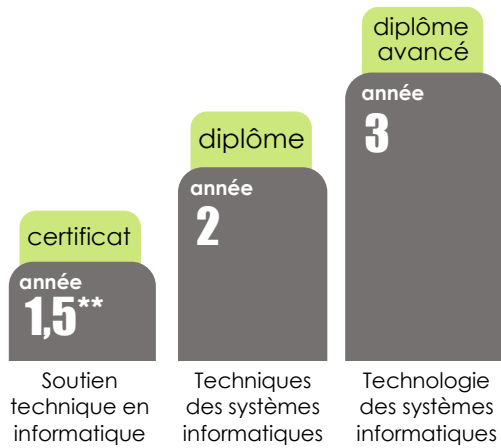 certificat
année
1,5**
Soutien
technique en
informatique
diplôme
année
2
Techniques
des systèmes
informatiques
diplôme
avancé
année
3
Technologie
des systèmes
informatiques